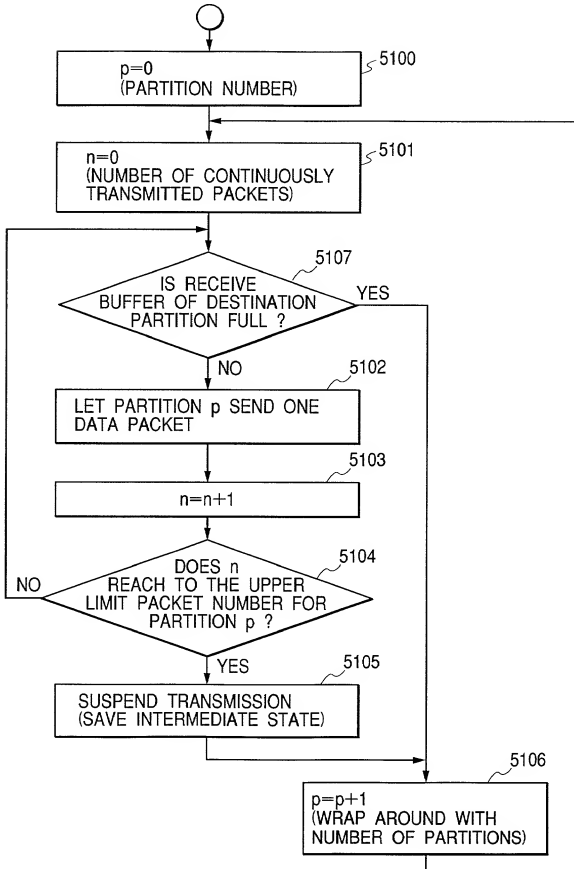 p=0
(PARTITION NUMBER)
5100
n=0
(NUMBER OF CONTINUOUSLY
TRANSMITTED PACKETS)
5101
5107
IS RECEIVE
BUFFER OF DESTINATION
PARTITION FULL ?
YES
NO
5102
LET PARTITION p SEND ONE
DATA PACKET
5103
n=n+1
5104
DOES n
REACH TO THE UPPER
LIMIT PACKET NUMBER FOR
PARTITION p ?
NO
YES
5105
SUSPEND TRANSMISSION
(SAVE INTERMEDIATE STATE)
5106
p=p+1
(WRAP AROUND WITH
NUMBER OF PARTITIONS)